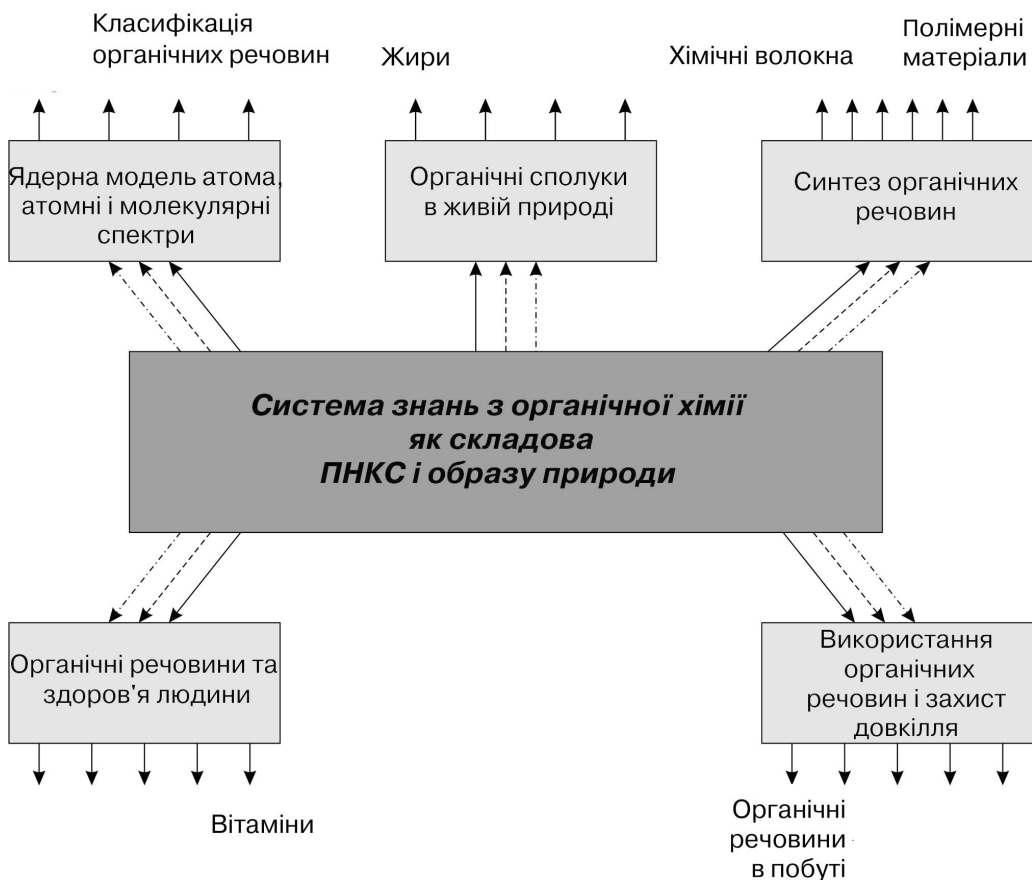 Класифікація
органічних речовин
Жири
Хімічні волокна
Полімерні
матеріали
Ядерна модель атома,
атомні і молекулярні
спектри
Органічні сполуки
в живій природі
Синтез органічних
речовин
Система знань з органічної хімії
як складова
ПНКС і образу природи
Органічні речовини та
здоров'я людини
Використання
органічних
речовин і захист
довкілля
Вітаміни
Органічні
речовини
в побуті